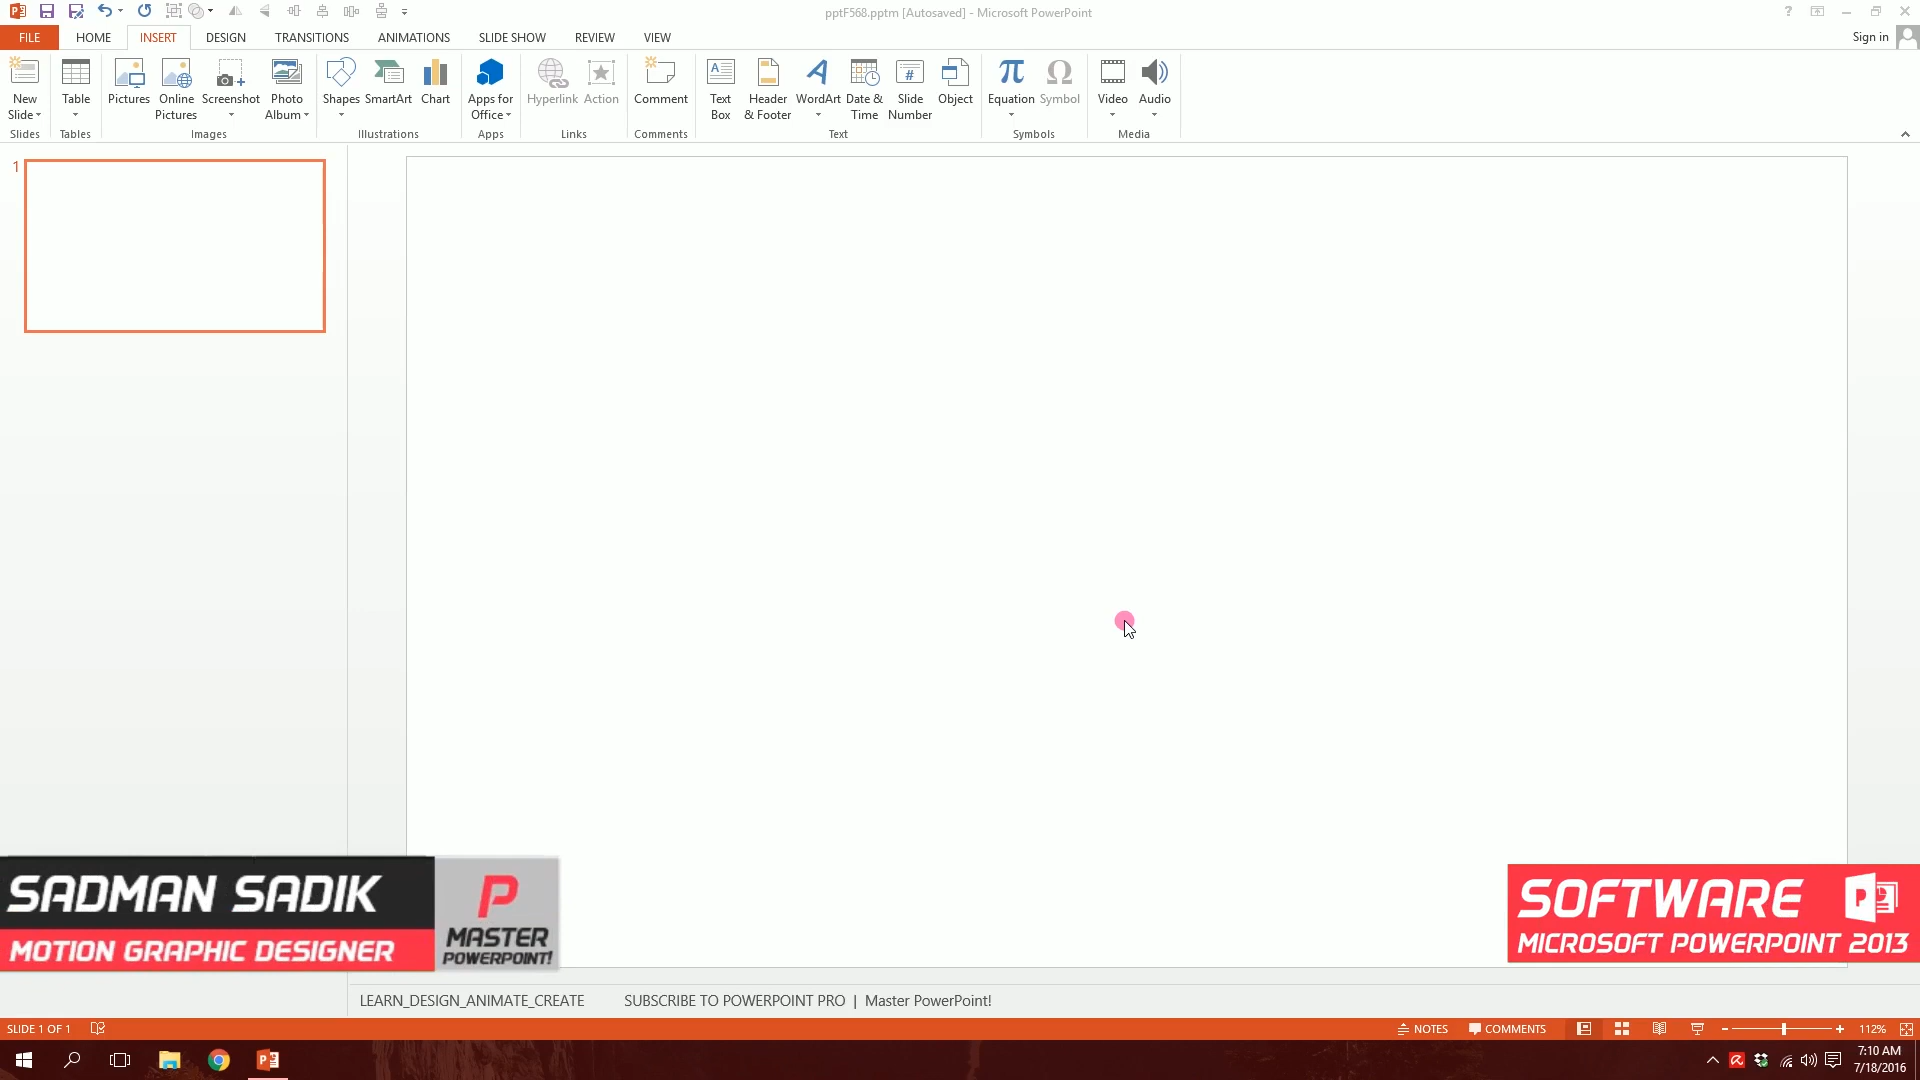 pptF568.pptm [Autosaved] - Microsoft PowerPoint
?
FILE HOME INSERT DESIGN TRANSITIONS ANIMATIONS SLIDE SHOW REVIEW VIEW
Sign in
New Slide
Table
Pictures
Online Pictures
Screenshot
Photo Album
Shapes
SmartArt
Chart
Apps for Office
Hyperlink
Action
Comment
Text Box
Header & Footer
WordArt
Date & Time
Slide Number
Object
Equation
Symbol
Video
Audio
Slides Tables Images Illustrations Apps Links Comments Text Symbols Media
1
SADMAN SADIK
MOTION GRAPHIC DESIGNER
P
MASTER
POWERPOINT!
SOFTWARE
MICROSOFT POWERPOINT 2013
LEARN_DESIGN_ANIMATE_CREATE SUBSCRIBE TO POWERPOINT PRO | Master PowerPoint!
SLIDE 1 OF 1
NOTES COMMENTS 112%
7:10 AM
7/18/2016